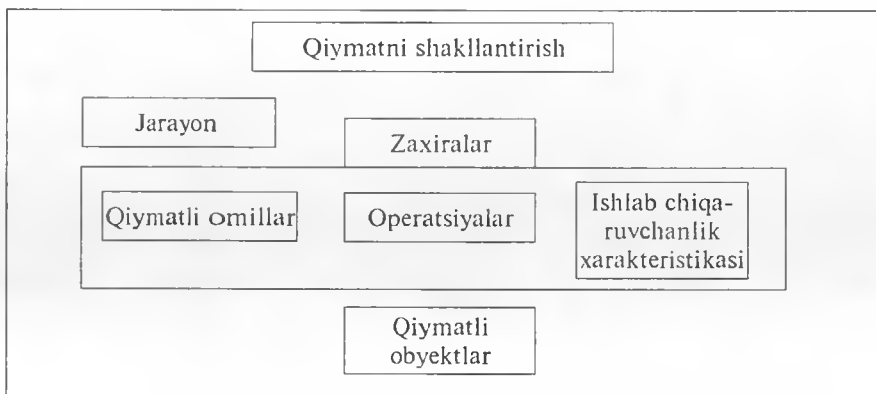 Qiymatni shakllantirish
Jarayon
Zaxiralar
Qiymatli omillar
Operatsiyalar
Ishlab chiqa-
ruvchanlik
xarakteristikasi
Qiymatli
obyektlar